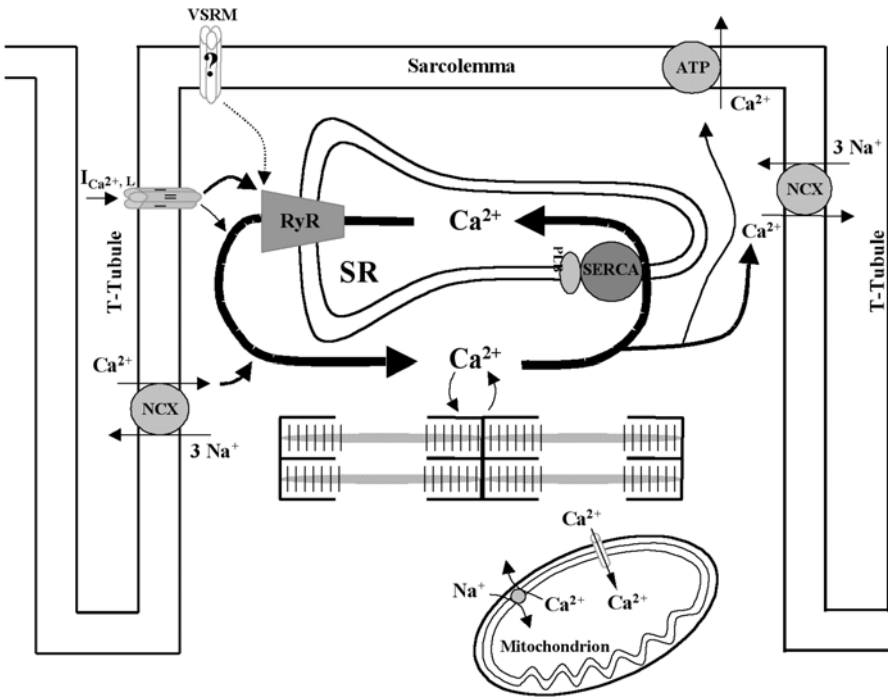 VSRM
?
Sarcolemma
ATP
Ca²⁺
3 Na⁺
NCX
Ca²⁺
I Ca²⁺, L
RyR
Ca²⁺
SR
PLB
SERCA
T-Tubule
T-Tubule
Ca²⁺
Ca²⁺
NCX
3 Na⁺
Ca²⁺
Na⁺
Ca²⁺
Ca²⁺
Mitochondrion